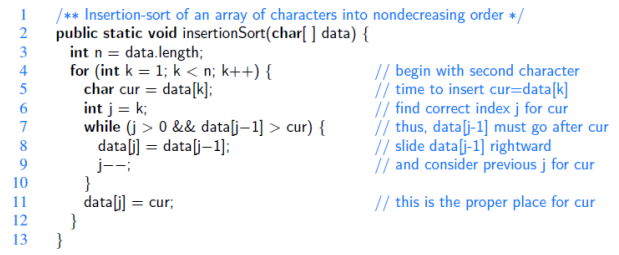 1 /** Insertion-sort of an array of characters into nondecreasing order */
2 public static void insertionSort(char[ ] data) {
3 int n = data.length;
4 for (int k = 1; k < n; k++) { // begin with second character
5 char cur = data[k]; // time to insert cur=data[k]
6 int j = k; // find correct index j for cur
7 while (j > 0 && data[j−1] > cur) { // thus, data[j-1] must go after cur
8 data[j] = data[j−1]; // slide data[j-1] rightward
9 j−−; // and consider previous j for cur
10 }
11 data[j] = cur; // this is the proper place for cur
12 }
13 }